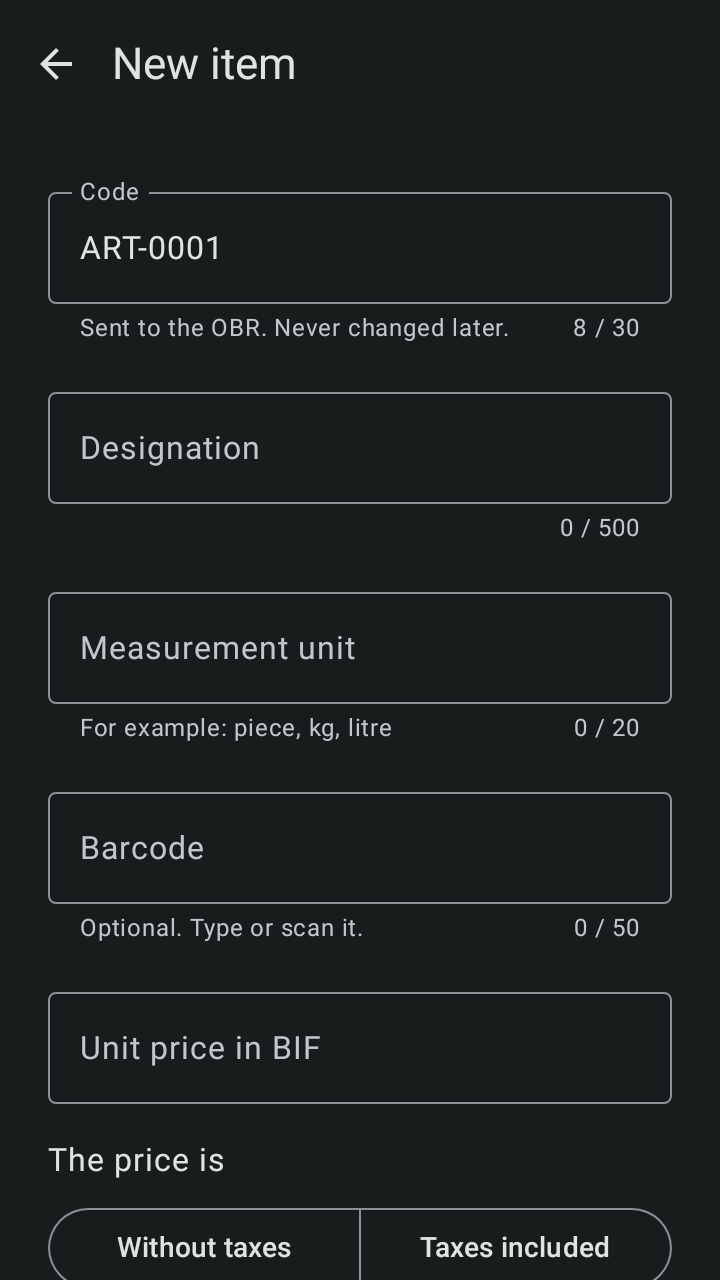 New item
Code
ART-0001
Sent to the OBR. Never changed later. 8 / 30
Designation
0 / 500
Measurement unit
For example: piece, kg, litre 0 / 20
Barcode
Optional. Type or scan it. 0 / 50
Unit price in BIF
The price is
Without taxes Taxes included